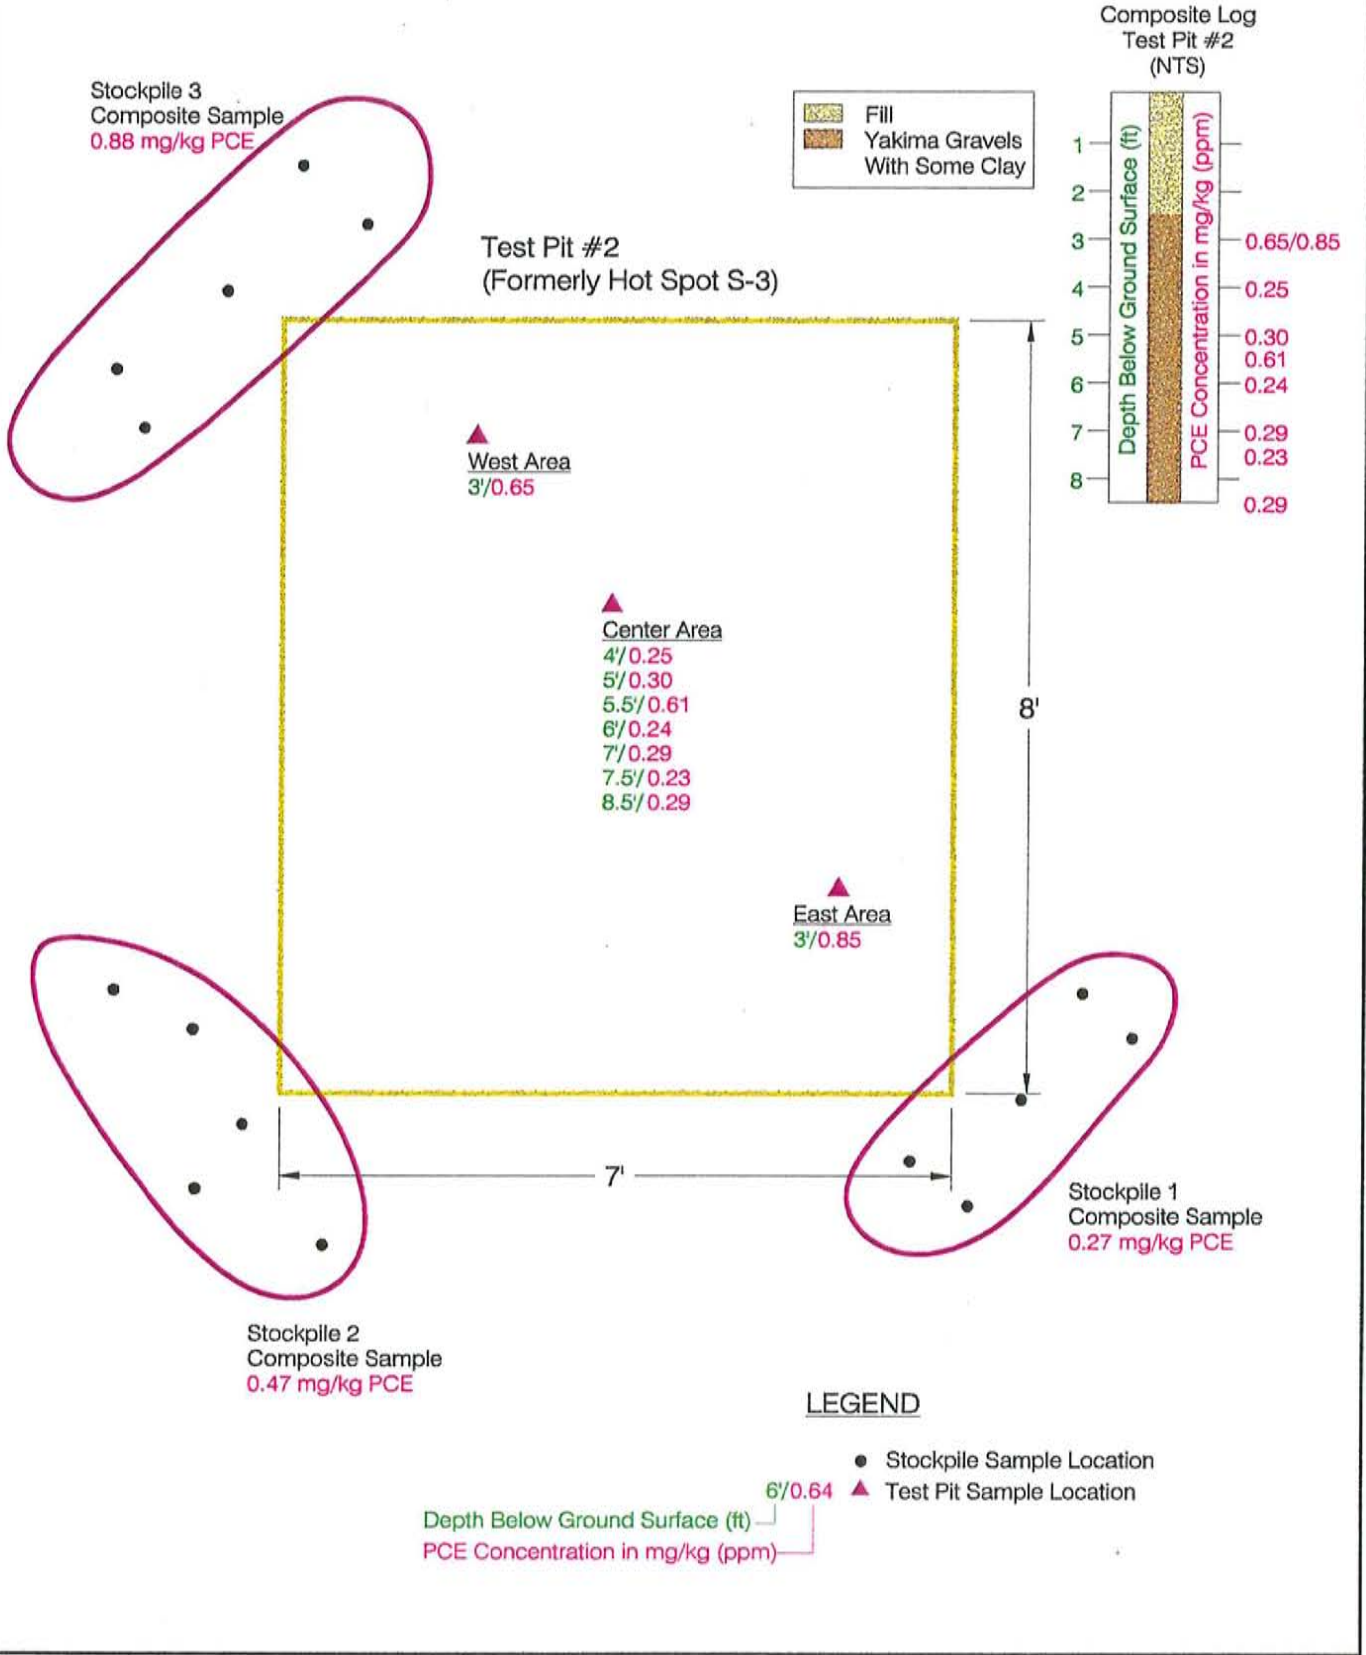 Composite Log
Test Pit #2
(NTS)
Stockpile 3
Composite Sample
0.88 mg/kg PCE
Fill
Yakima Gravels
With Some Clay
Depth Below Ground Surface (ft)
PCE Concentration in mg/kg (ppm)
1
2
3
0.65/0.85
4
0.25
5
0.30
0.61
6
0.24
7
0.29
0.23
8
0.29
Test Pit #2
(Formerly Hot Spot S-3)
West Area
3'/0.65
Center Area
4'/0.25
5'/0.30
5.5'/0.61
6'/0.24
7'/0.29
7.5'/0.23
8.5'/0.29
8'
East Area
3'/0.85
7'
Stockpile 1
Composite Sample
0.27 mg/kg PCE
Stockpile 2
Composite Sample
0.47 mg/kg PCE
LEGEND
Stockpile Sample Location
6'/0.64 Test Pit Sample Location
Depth Below Ground Surface (ft)
PCE Concentration in mg/kg (ppm)